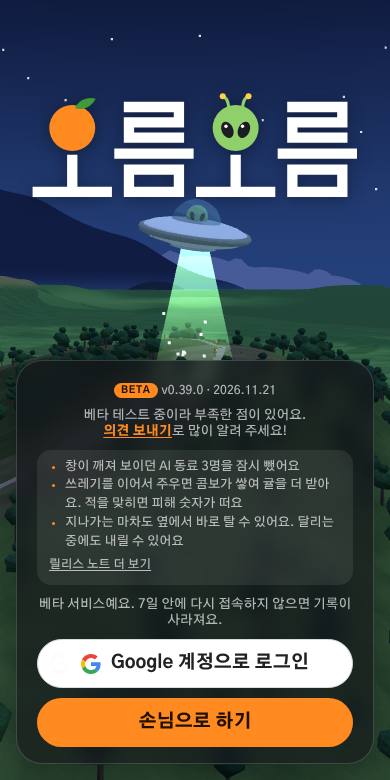 오름오름
BETA v0.39.0 · 2026.11.21
베타 테스트 중이라 부족한 점이 있어요.
의견 보내기로 많이 알려 주세요!
• 창이 깨져 보이던 AI 동료 3명을 잠시 뺐어요
• 쓰레기를 이어서 주우면 콤보가 쌓여 귤을 더 받아
요. 적을 맞히면 피해 숫자가 떠요
• 지나가는 마차도 옆에서 바로 탈 수 있어요. 달리는
중에도 내릴 수 있어요
릴리스 노트 더 보기
베타 서비스예요. 7일 안에 다시 접속하지 않으면 기록이
사라져요.
Google 계정으로 로그인
손님으로 하기